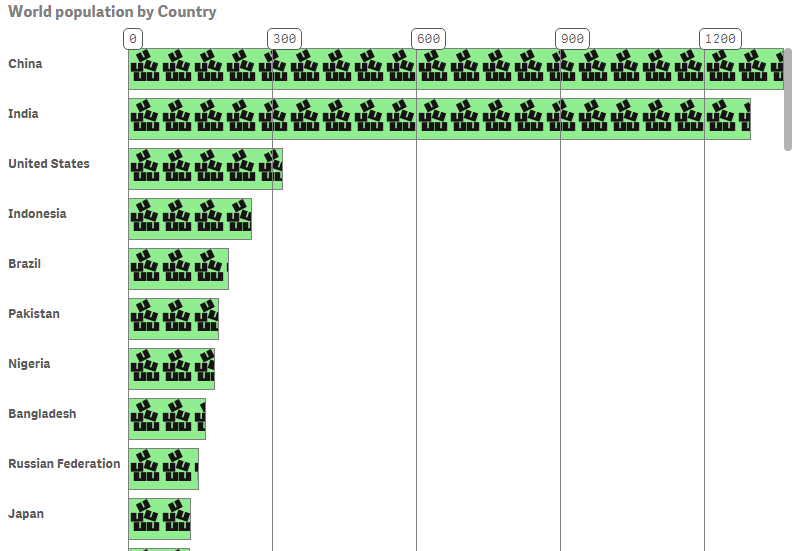 World population by Country
0 300 600 900 1200
China
India
United States
Indonesia
Brazil
Pakistan
Nigeria
Bangladesh
Russian Federation
Japan